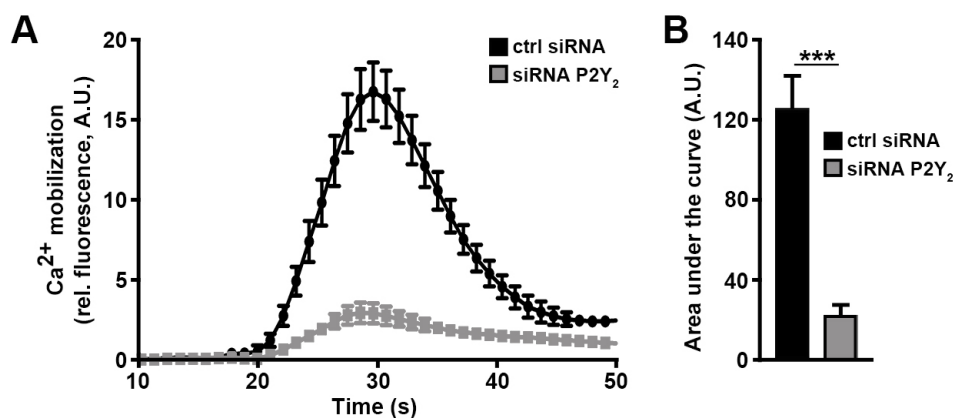 A
Ca²⁺ mobilization
(rel. fluorescence, A.U.)
20
15
10
5
0
10
20
30
40
50
Time (s)
ctrl siRNA
siRNA P2Y₂
B
Area under the curve (A.U.)
140
120
80
40
0
***
ctrl siRNA
siRNA P2Y₂